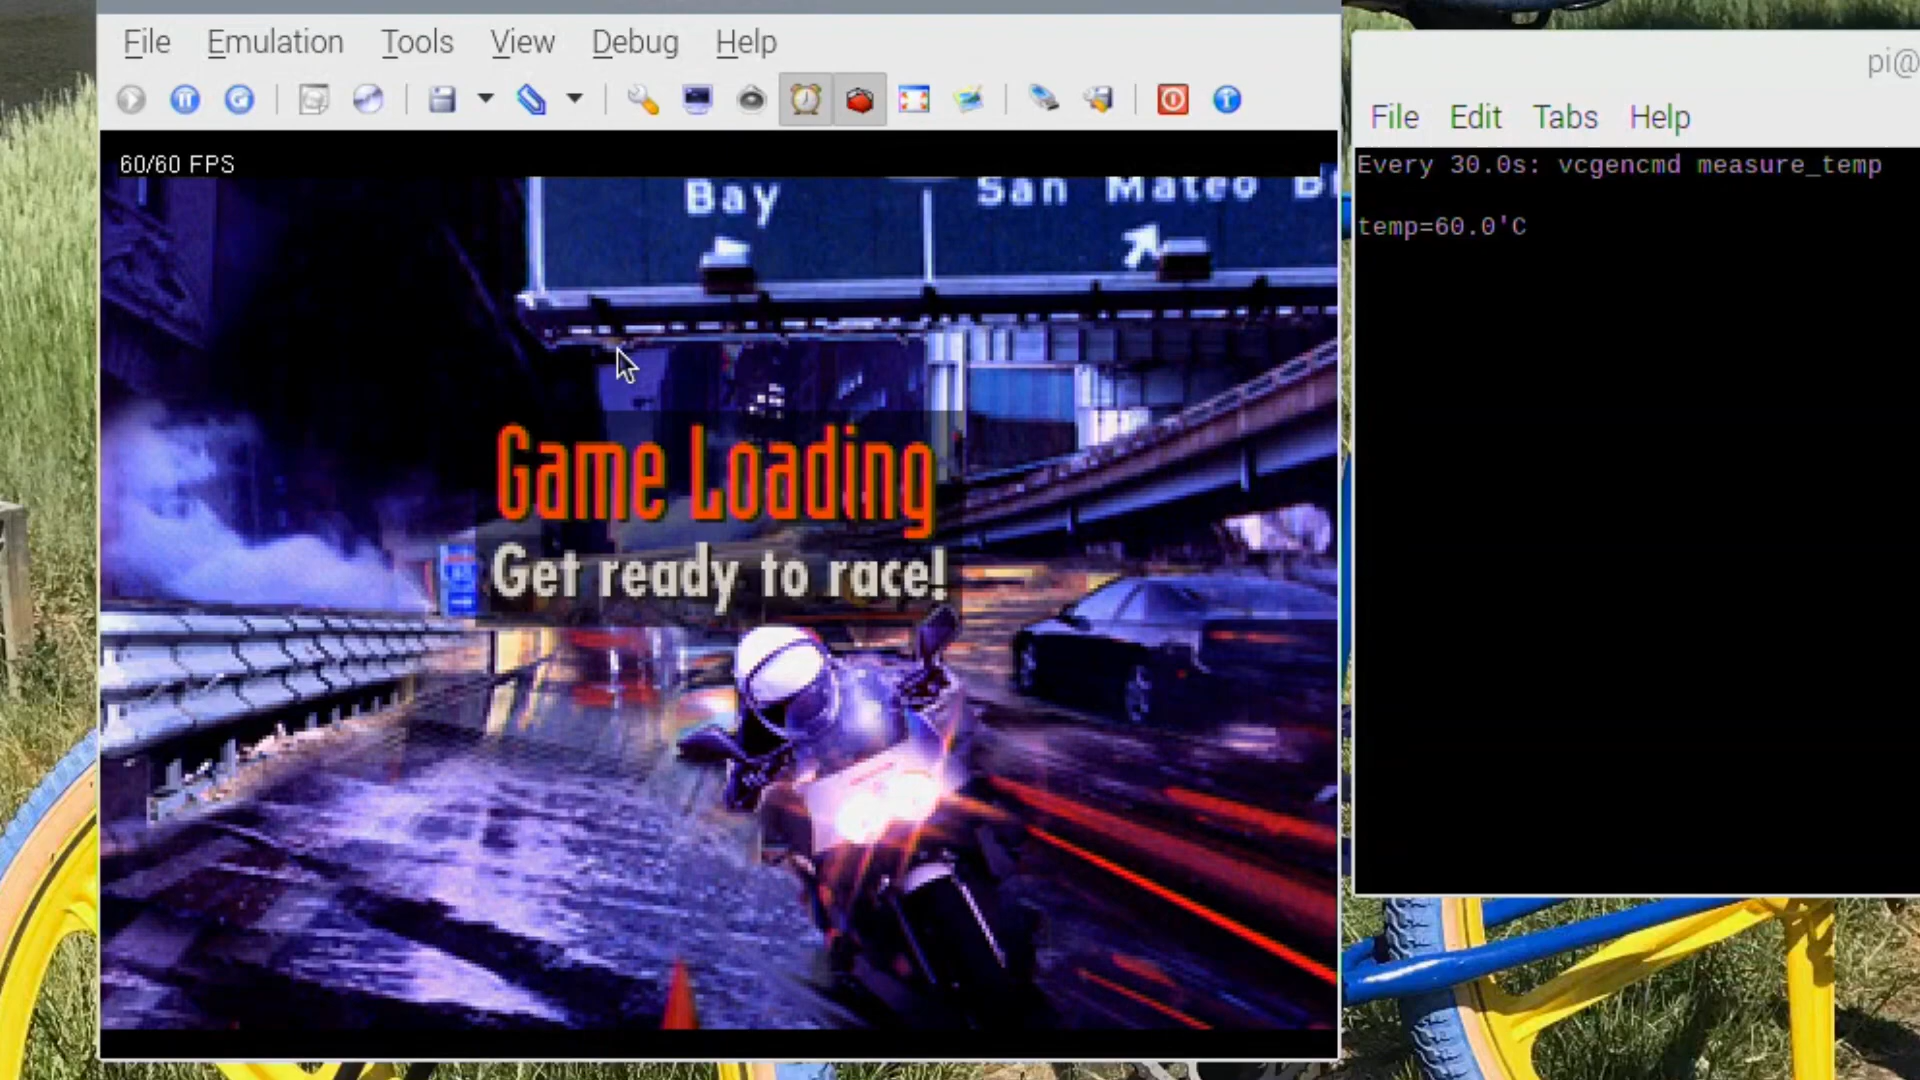 File Emulation Tools View Debug Help
60/60 FPS
Bay
San Mateo
Game Loading
Get ready to race!
pi@
File Edit Tabs Help
Every 30.0s: vcgencmd measure_temp
temp=60.0'C